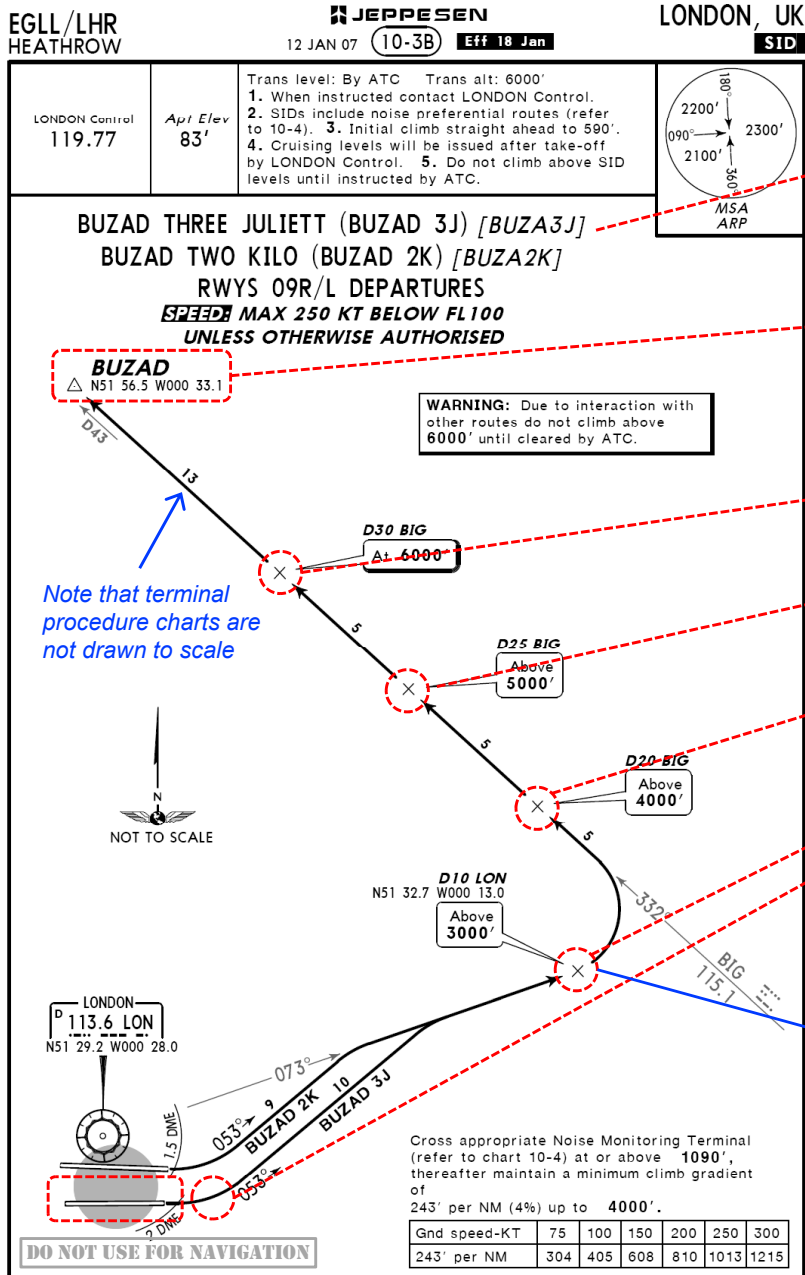 EGLL/LHR
HEATHROW
JEPPESEN
12 JAN 07 10-3B Eff 18 Jan
LONDON, UK
SID
LONDON Control
119.77
Apt Elev
83'
Trans level: By ATC Trans alt: 6000'
1. When instructed contact LONDON Control.
2. SIDs include noise preferential routes (refer
to 10-4). 3. Initial climb straight ahead to 590'.
4. Cruising levels will be issued after take-off
by LONDON Control. 5. Do not climb above SID
levels until instructed by ATC.
180°
2200'
090°
2300'
2100'
360°
MSA
ARP
BUZAD THREE JULIETT (BUZAD 3J) [BUZA3J]
BUZAD TWO KILO (BUZAD 2K) [BUZA2K]
RWYS 09R/L DEPARTURES
SPEED: MAX 250 KT BELOW FL100
UNLESS OTHERWISE AUTHORISED
BUZAD
N51 56.5 W000 33.1
D43
WARNING: Due to interaction with
other routes do not climb above
6000' until cleared by ATC.
13
D30 BIG
At 6000'
Note that terminal
procedure charts are
not drawn to scale
5
D25 BIG
Above
5000'
5
D20 BIG
Above
4000'
N
NOT TO SCALE
5
D10 LON
N51 32.7 W000 13.0
Above
3000'
332°
BIG
115.1
LONDON
D 113.6 LON
N51 29.2 W000 28.0
073°
1.5 DME
053°
9
BUZAD 2K
10
BUZAD 3J
053°
2 DME
Cross appropriate Noise Monitoring Terminal
(refer to chart 10-4) at or above 1090',
thereafter maintain a minimum climb gradient
of
243' per NM (4%) up to 4000'.
Gnd speed-KT 75 100 150 200 250 300
243' per NM 304 405 608 810 1013 1215
DO NOT USE FOR NAVIGATION